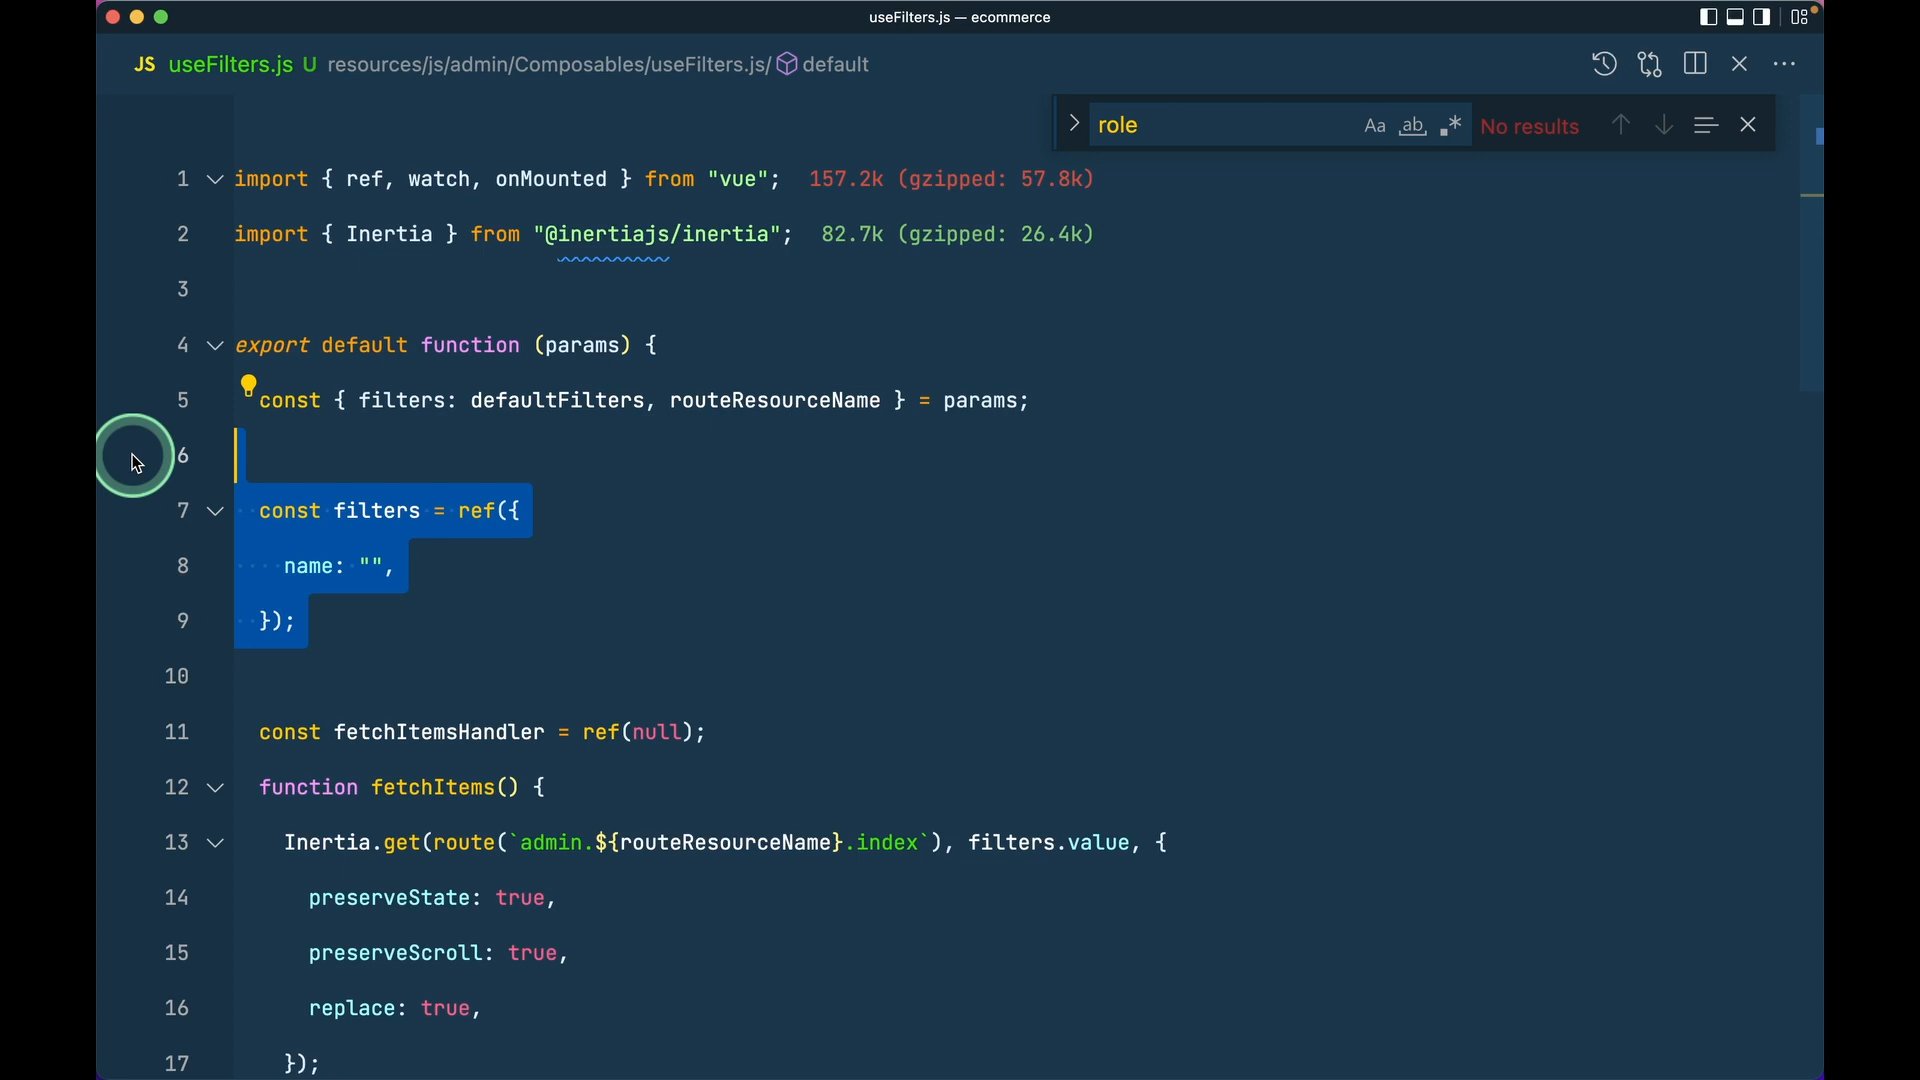 useFilters.js — ecommerce
JS useFilters.js U resources/js/admin/Composables/useFilters.js/ default
role Aa ab .* No results
1 import { ref, watch, onMounted } from "vue"; 157.2k (gzipped: 57.8k)
2 import { Inertia } from "@inertiajs/inertia"; 82.7k (gzipped: 26.4k)
3
4 export default function (params) {
5 const { filters: defaultFilters, routeResourceName } = params;
6
7 const filters = ref({
8 name: "",
9 });
10
11 const fetchItemsHandler = ref(null);
12 function fetchItems() {
13 Inertia.get(route(`admin.${routeResourceName}.index`), filters.value, {
14 preserveState: true,
15 preserveScroll: true,
16 replace: true,
17 });